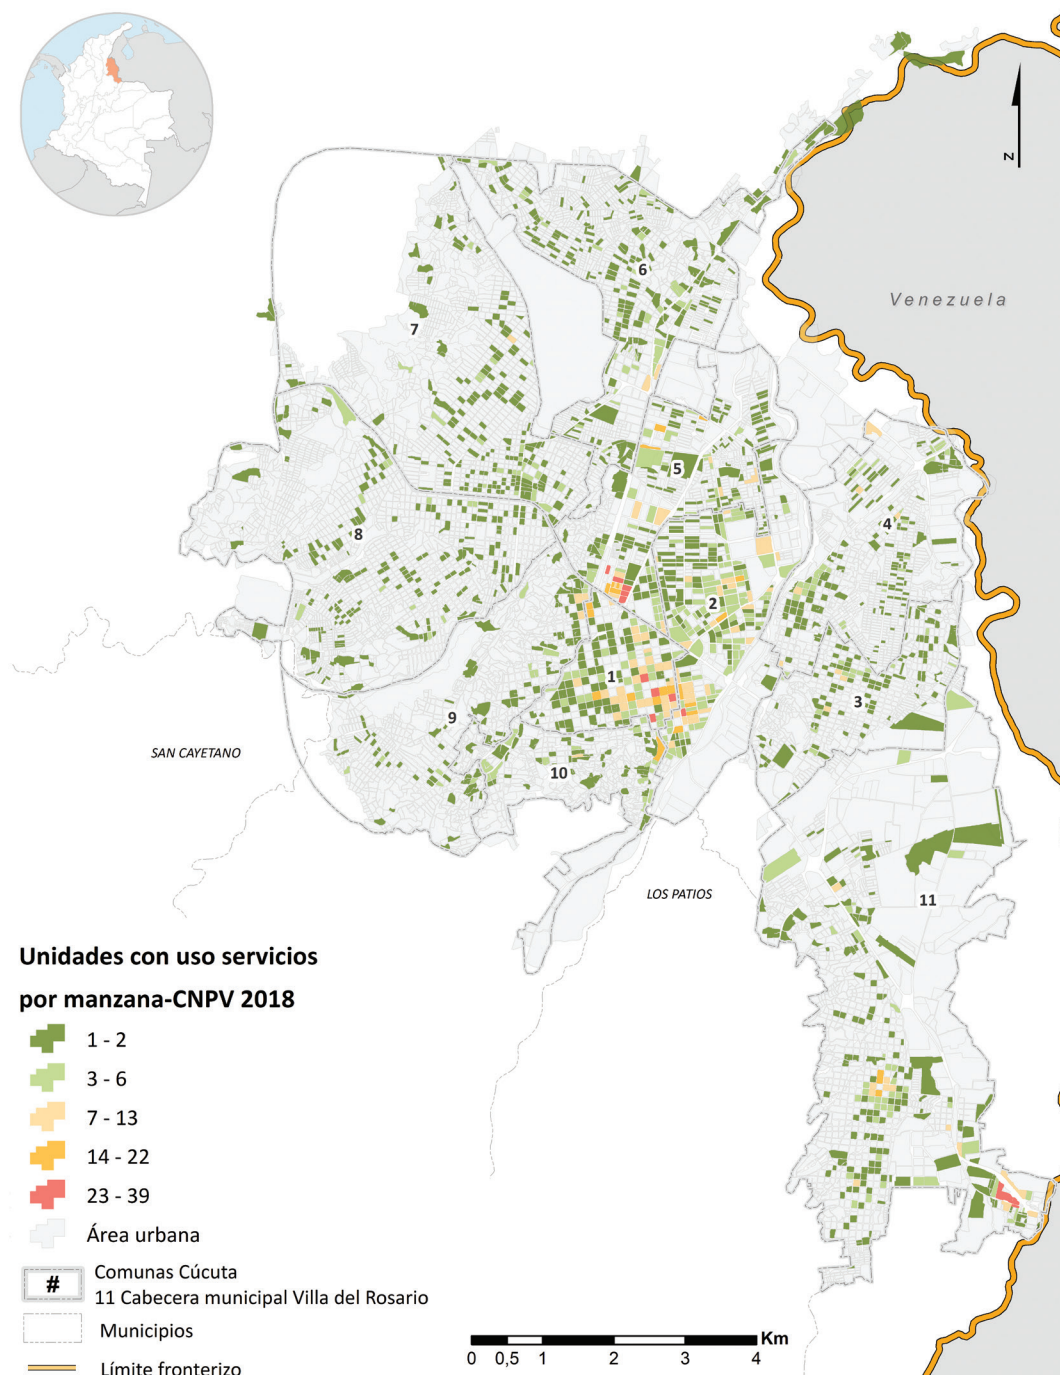 N
Venezuela
6
7
5
4
8
2
1
3
9
SAN CAYETANO
10
LOS PATIOS
11
Unidades con uso servicios
por manzana-CNPV 2018
1 - 2
3 - 6
7 - 13
14 - 22
23 - 39
Área urbana
# Comunas Cúcuta
11 Cabecera municipal Villa del Rosario
Municipios
Límite fronterizo
Km
0 0,5 1 2 3 4